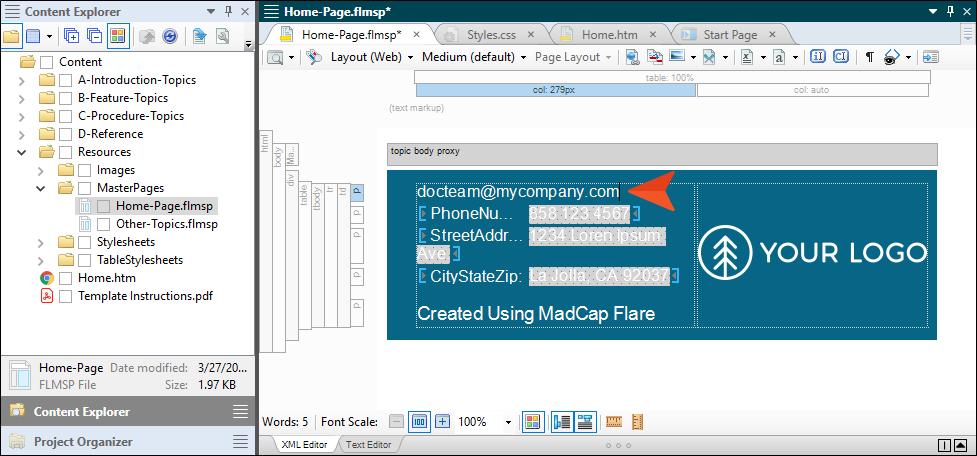 Content Explorer
Content
A-Introduction-Topics
B-Feature-Topics
C-Procedure-Topics
D-Reference
Resources
Images
MasterPages
Home-Page.flmsp
Other-Topics.flmsp
Stylesheets
TableStylesheets
Home.htm
Template Instructions.pdf
Home-Page Date modified: 3/27/20...
FLMSP File Size: 1.97 KB
Content Explorer
Project Organizer
Home-Page.flmsp*
Home-Page.flmsp* Styles.css Home.htm Start Page
Layout (Web) Medium (default) Page Layout
table: 100%
col: 279px col: auto
(text markup)
html
body
Ma...
div
table
tbody
tr
td
p
p
p
p
p
topic body proxy
docteam@mycompany.com
PhoneNu... 858 123 4567
StreetAddr... 1234 Loren Ipsum
Ave
CityStateZip: La Jolla, CA 92037
Created Using MadCap Flare
YOUR LOGO
Words: 5 Font Scale: 100 100%
XML Editor Text Editor